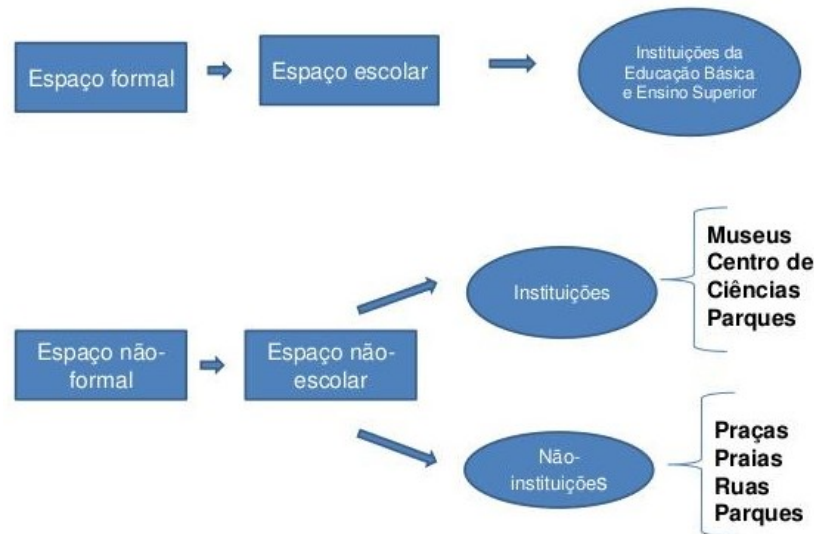 Espaço formal
Espaço escolar
Instituições da
Educação Básica
e Ensino Superior
Espaço não-
formal
Espaço não-
escolar
Instituições
Museus
Centro de
Ciências
Parques
Não-
instituições
Praças
Praias
Ruas
Parques